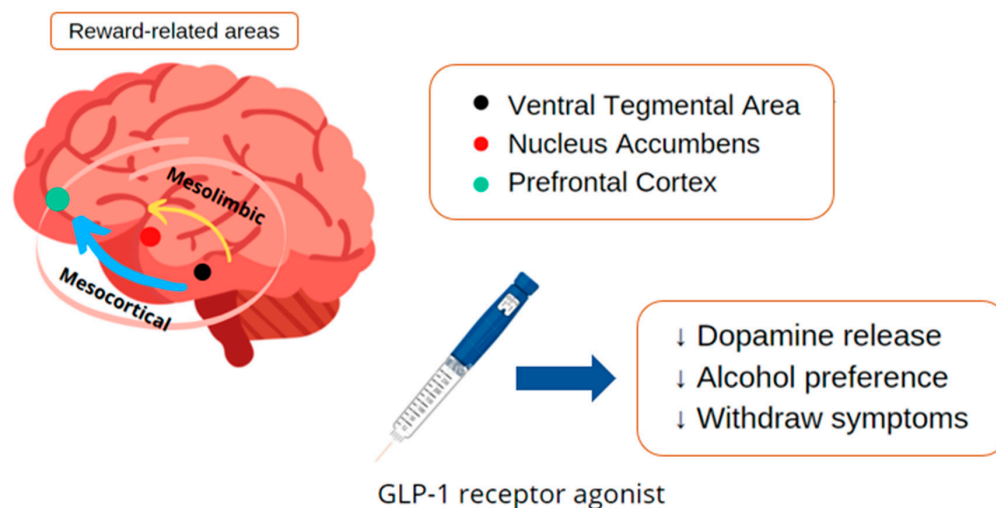 Reward-related areas
Ventral Tegmental Area
Nucleus Accumbens
Prefrontal Cortex
Mesolimbic
Mesocortical
↓ Dopamine release
↓ Alcohol preference
↓ Withdraw symptoms
GLP-1 receptor agonist